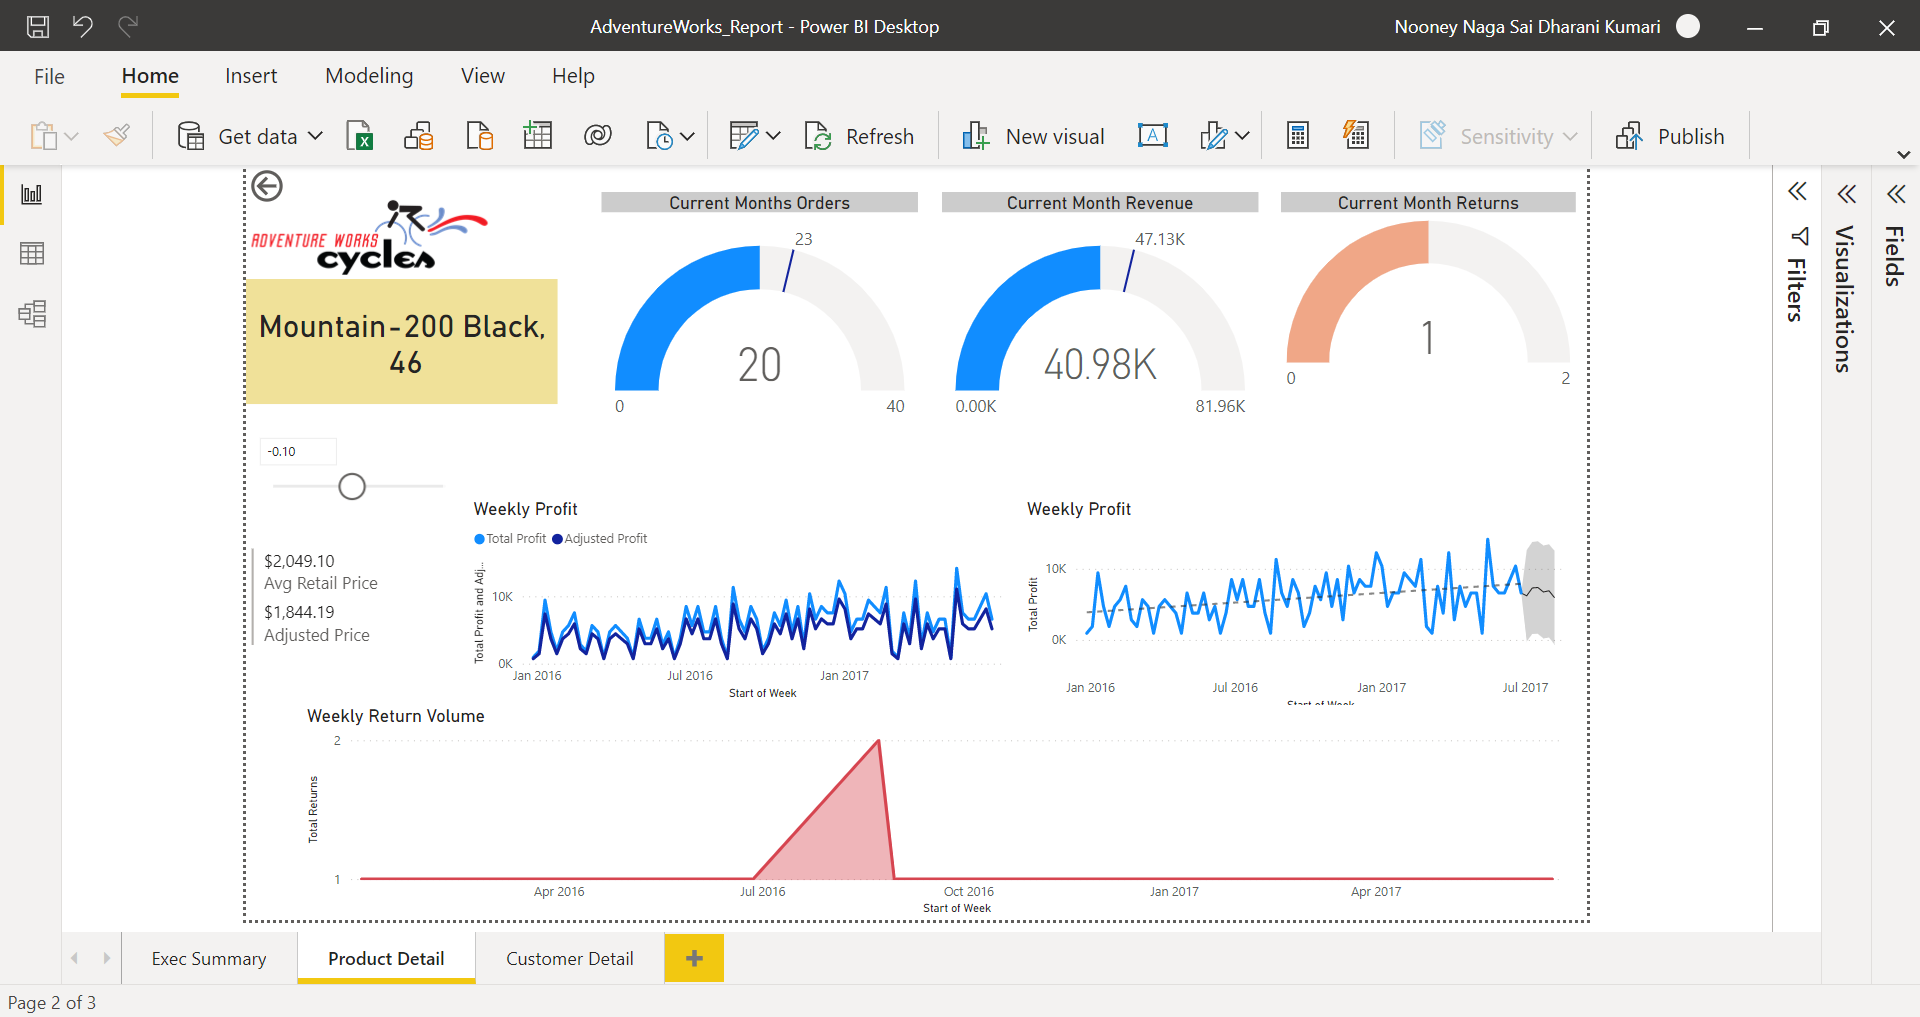 AdventureWorks_Report - Power BI Desktop
Nooney Naga Sai Dharani Kumari
File Home Insert Modeling View Help
Get data
Refresh
New visual
A
Sensitivity
Publish
ADVENTURE WORKS
cycles
Mountain-200 Black,
46
Current Months Orders
23
20
0 40
Current Month Revenue
47.13K
40.98K
0.00K 81.96K
Current Month Returns
1
0 2
-0.10
$2,049.10
Avg Retail Price
$1,844.19
Adjusted Price
Weekly Profit
Total Profit Adjusted Profit
Total Profit and Adj...
10K
0K
Jan 2016 Jul 2016 Jan 2017
Start of Week
Weekly Profit
Total Profit
10K
0K
Jan 2016 Jul 2016 Jan 2017 Jul 2017
Start of Week
Weekly Return Volume
Total Returns
2
1
Apr 2016 Jul 2016 Oct 2016 Jan 2017 Apr 2017
Start of Week
Filters
Visualizations
Fields
Exec Summary Product Detail Customer Detail
Page 2 of 3